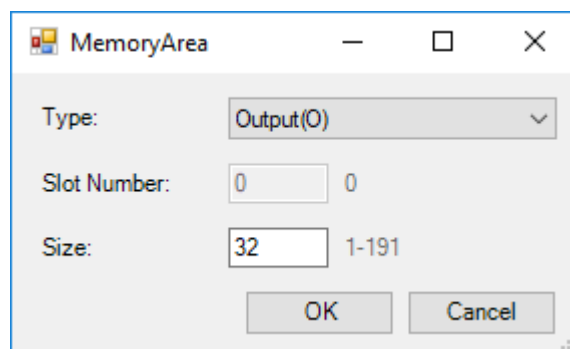 MemoryArea
Type: Output(O)
Slot Number: 0 0
Size: 32 1-191
OK Cancel